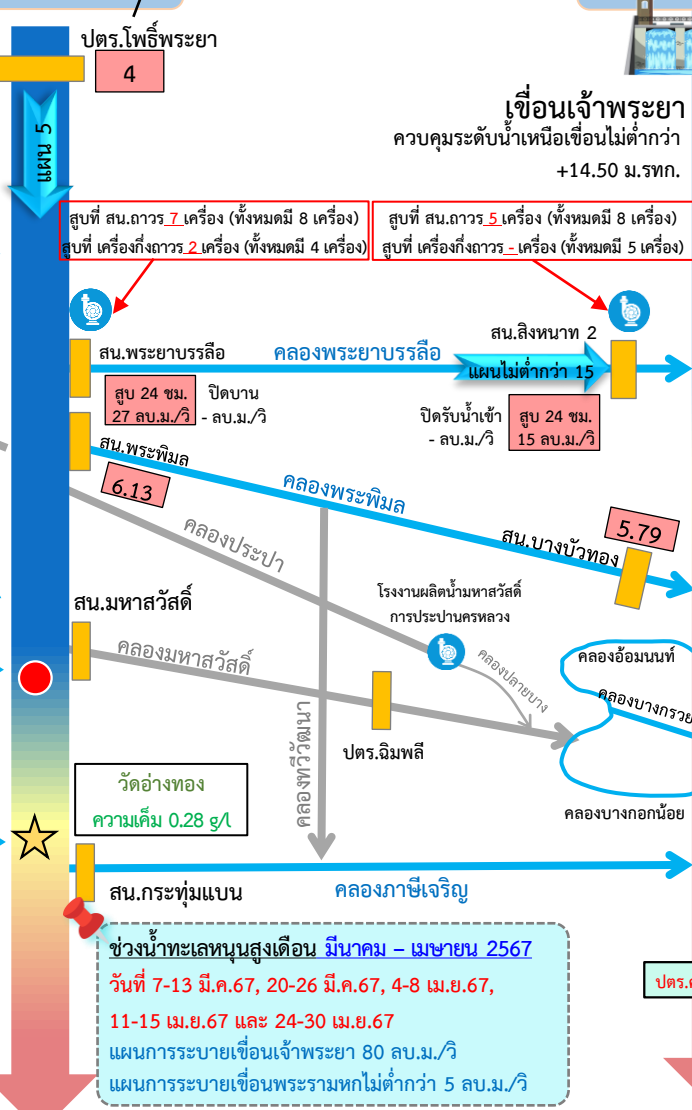 ปตร.โพธิ์พระยา
4
แผน 5
เขื่อนเจ้าพระยา
ควบคุมระดับน้ำเหนือเขื่อนไม่ต่ำกว่า
+14.50 ม.รทก.
สูบที่ สน.ถาวร 7 เครื่อง (ทั้งหมดมี 8 เครื่อง)
สูบที่ เครื่องกึ่งถาวร 2 เครื่อง (ทั้งหมดมี 4 เครื่อง)
สูบที่ สน.ถาวร 5 เครื่อง (ทั้งหมดมี 8 เครื่อง)
สูบที่ เครื่องกึ่งถาวร - เครื่อง (ทั้งหมดมี 5 เครื่อง)
สน.พระยาบรรลือ
คลองพระยาบรรลือ
สน.สิงหนาท 2
แผนไม่ต่ำกว่า 15
สูบ 24 ชม.
27 ลบ.ม./วิ
ปิดบาน
- ลบ.ม./วิ
ปิดรับน้ำเข้า
- ลบ.ม./วิ
สูบ 24 ชม.
15 ลบ.ม./วิ
สน.พระพิมล
6.13
คลองพระพิมล
สน.บางบัวทอง
5.79
คลองประปา
โรงงานผลิตน้ำมหาสวัสดิ์
การประปานครหลวง
สน.มหาสวัสดิ์
คลองมหาสวัสดิ์
คลองปลายบาง
คลองอ้อมนนท์
คลองบางกรวย
ปตร.ฉิมพลี
คลองทวีวัฒนา
คลองบางกอกน้อย
วัดอ่างทอง
ความเค็ม 0.28 g/l
สน.กระทุ่มแบน
คลองภาษีเจริญ
ช่วงน้ำทะเลหนุนสูงเดือน มีนาคม – เมษายน 2567
วันที่ 7-13 มี.ค.67, 20-26 มี.ค.67, 4-8 เม.ย.67,
11-15 เม.ย.67 และ 24-30 เม.ย.67
แผนการระบายเขื่อนเจ้าพระยา 80 ลบ.ม./วิ
แผนการระบายเขื่อนพระรามหกไม่ต่ำกว่า 5 ลบ.ม./วิ